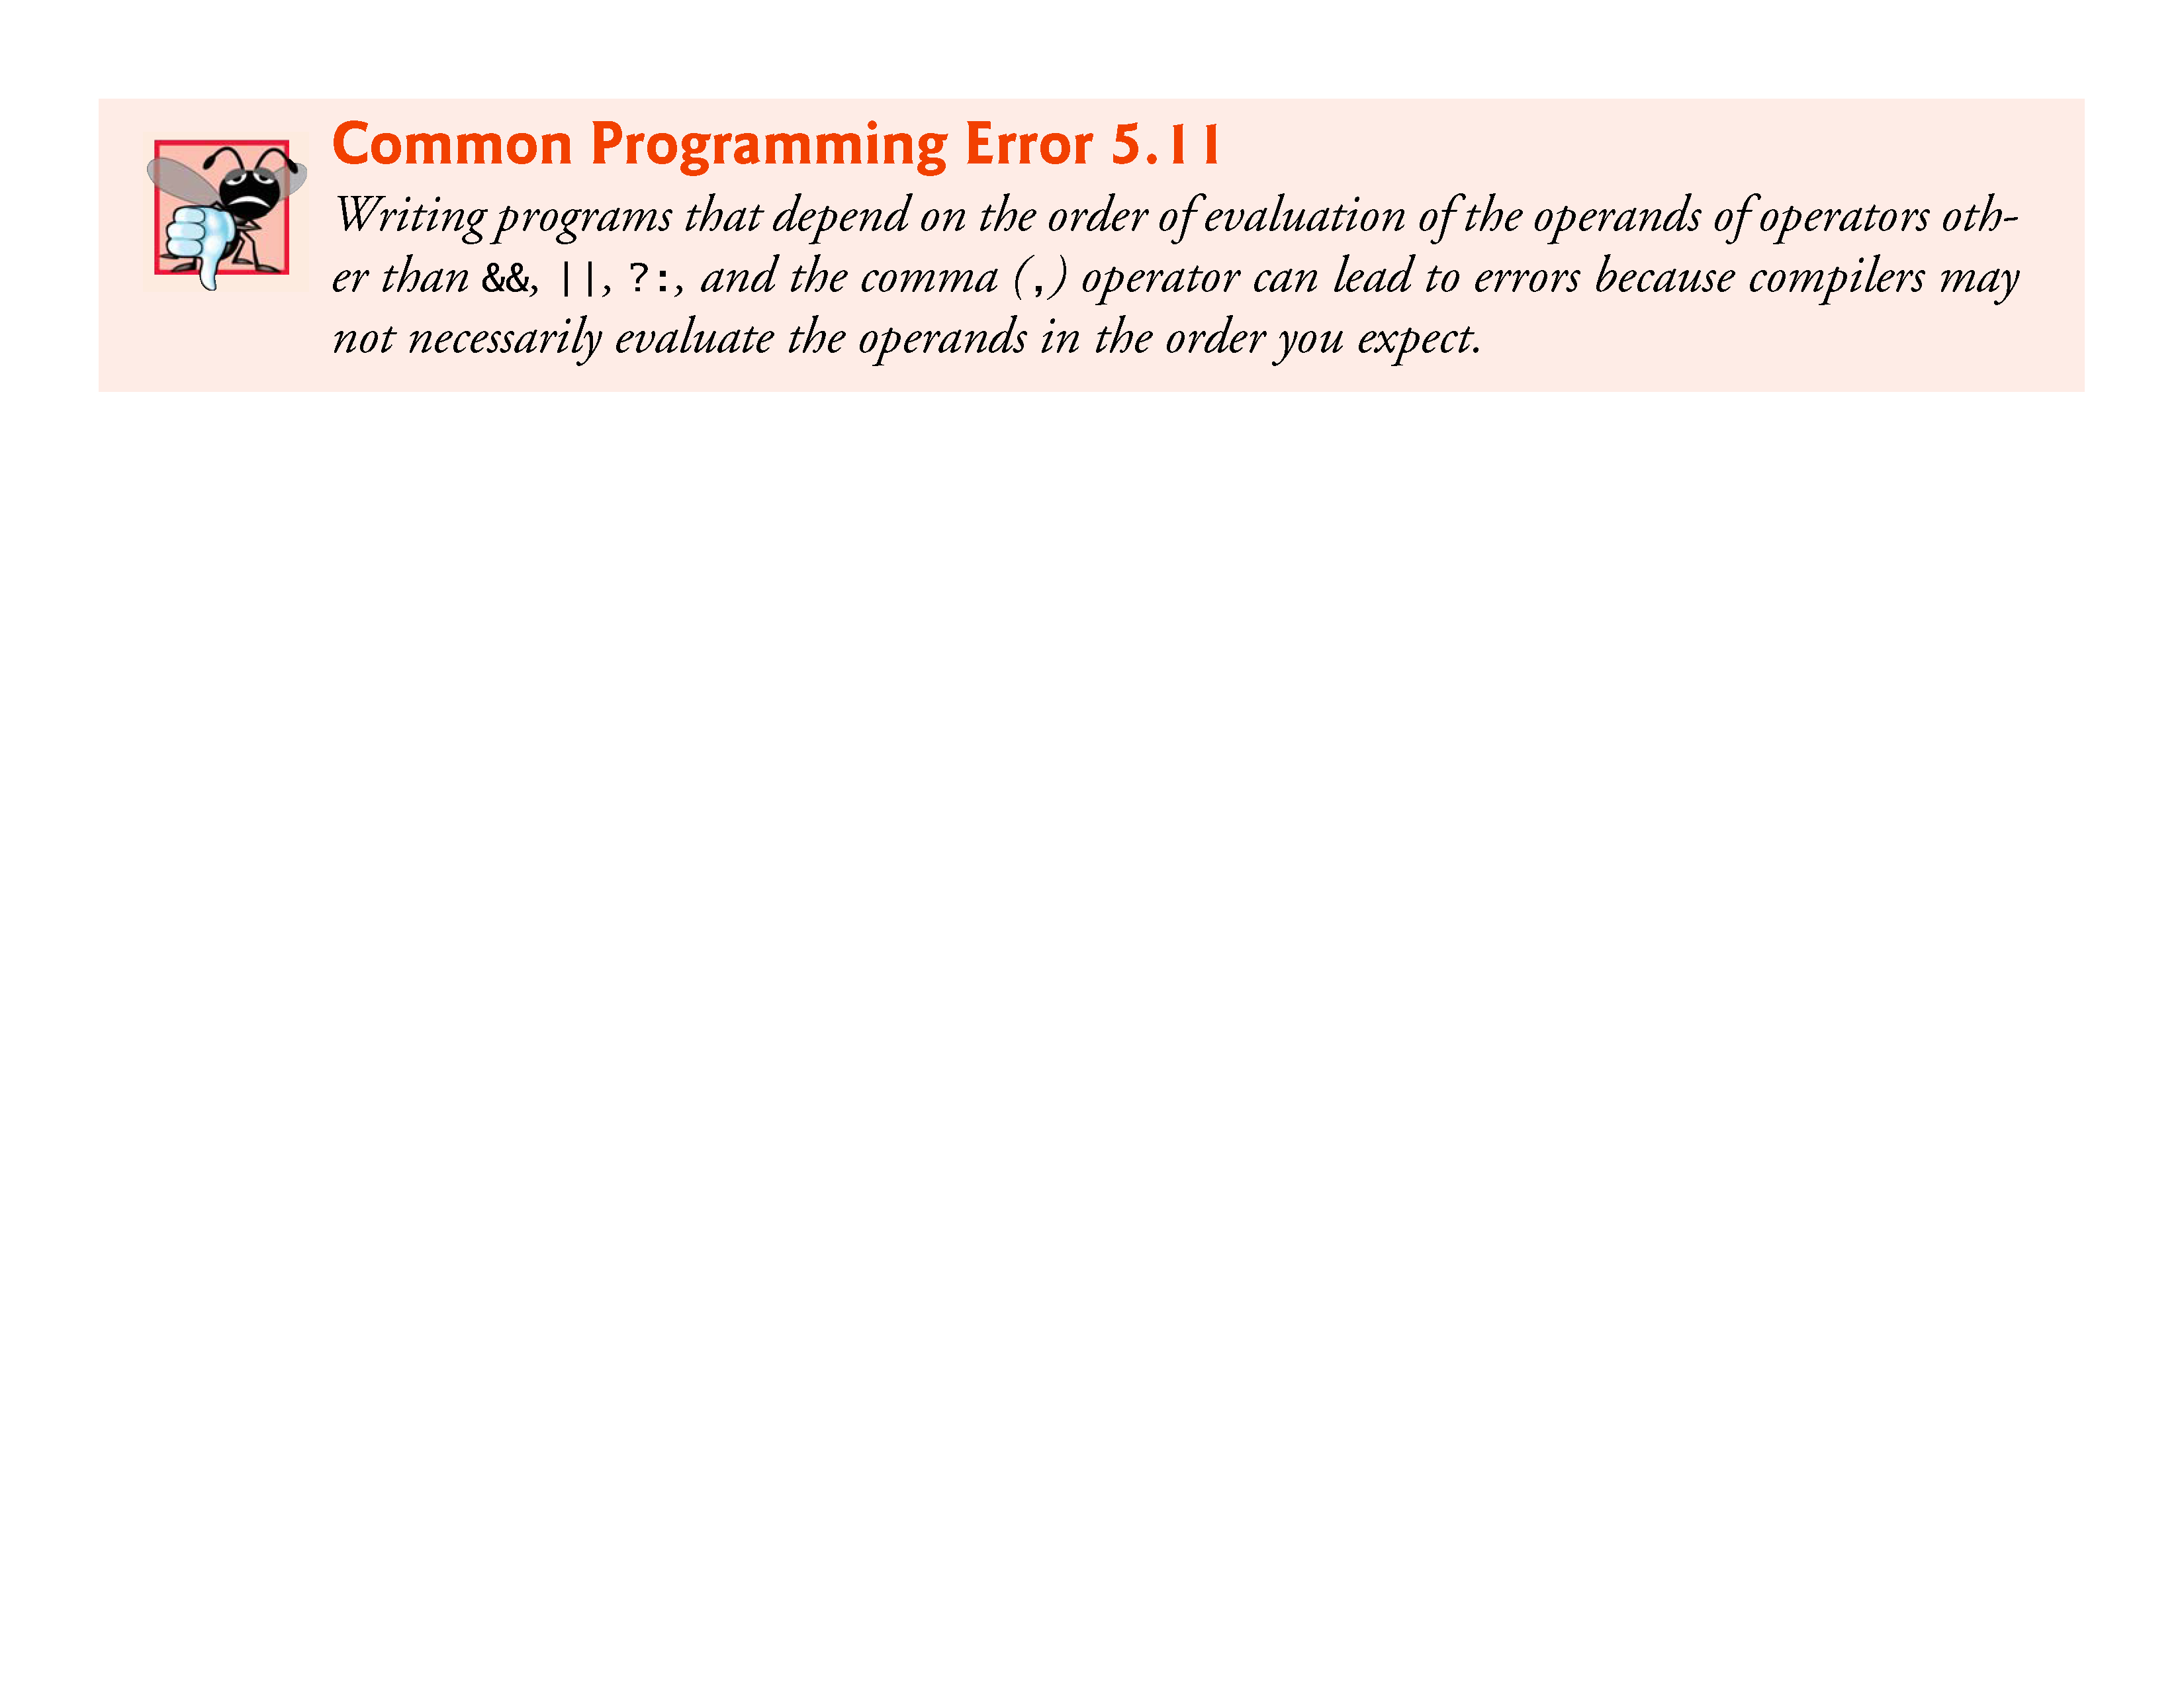 Common Programming Error 5.11
Writing programs that depend on the order of evaluation of the operands of operators oth-
er than &&, ||, ?:, and the comma (,) operator can lead to errors because compilers may
not necessarily evaluate the operands in the order you expect.